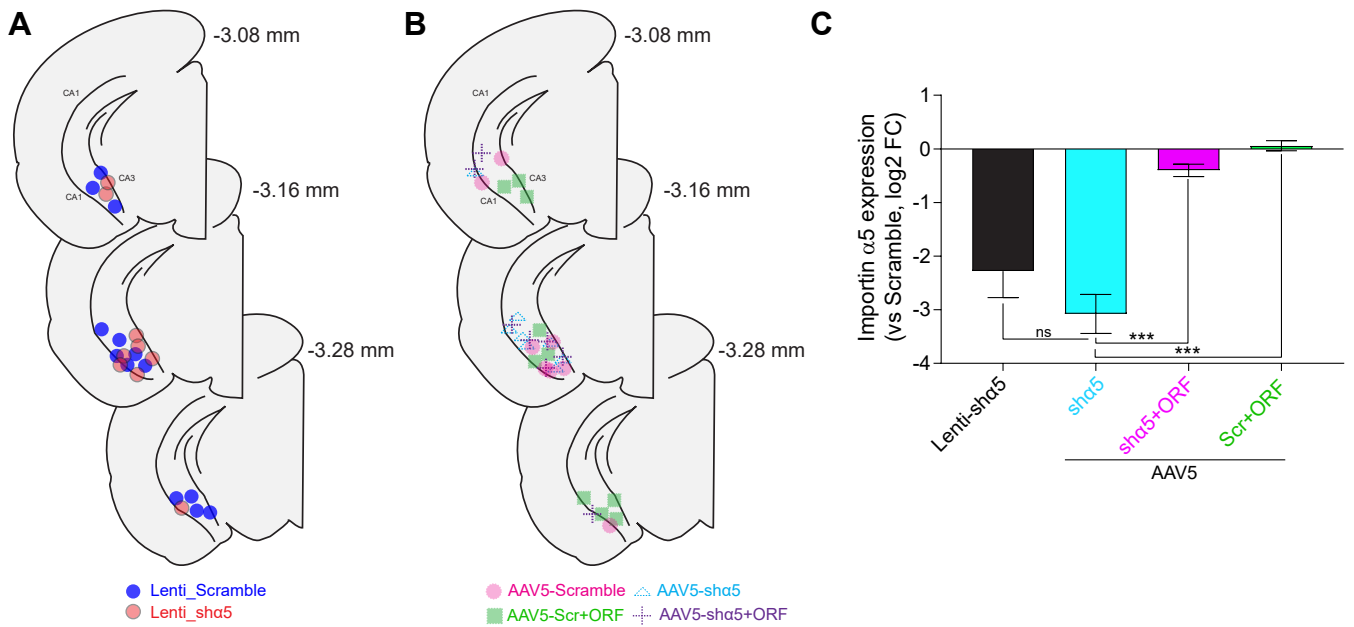 A
-3.08 mm
CA1
CA3
CA1
-3.16 mm
-3.28 mm
Lenti_Scramble
Lenti_shα5
B
-3.08 mm
CA1
CA3
CA1
-3.16 mm
-3.28 mm
AAV5-Scramble
AAV5-shα5
AAV5-Scr+ORF
AAV5-shα5+ORF
C
Importin α5 expression
(vs Scramble, log2 FC)
1
0
-1
-2
-3
-4
ns
***
***
Lenti-shα5
shα5
shα5+ORF
Scr+ORF
AAV5